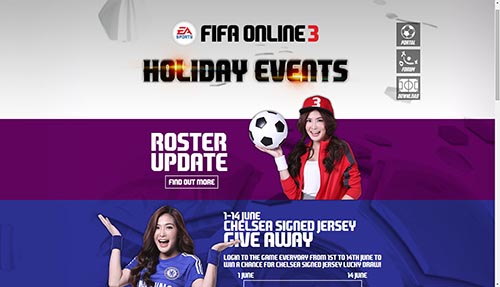 EA
SPORTS
FIFA ONLINE 3
HOLIDAY EVENTS
PORTAL
FORUM
DOWNLOAD
3
ROSTER
UPDATE
FIND OUT MORE
1-14 JUNE
CHELSEA SIGNED JERSEY
GIVE AWAY
LOGIN TO THE GAME EVERYDAY FROM 1ST TO 14TH JUNE TO
WIN A CHANCE FOR CHELSEA SIGNED JERSEY LUCKY DRAW!
1 JUNE
14 JUNE